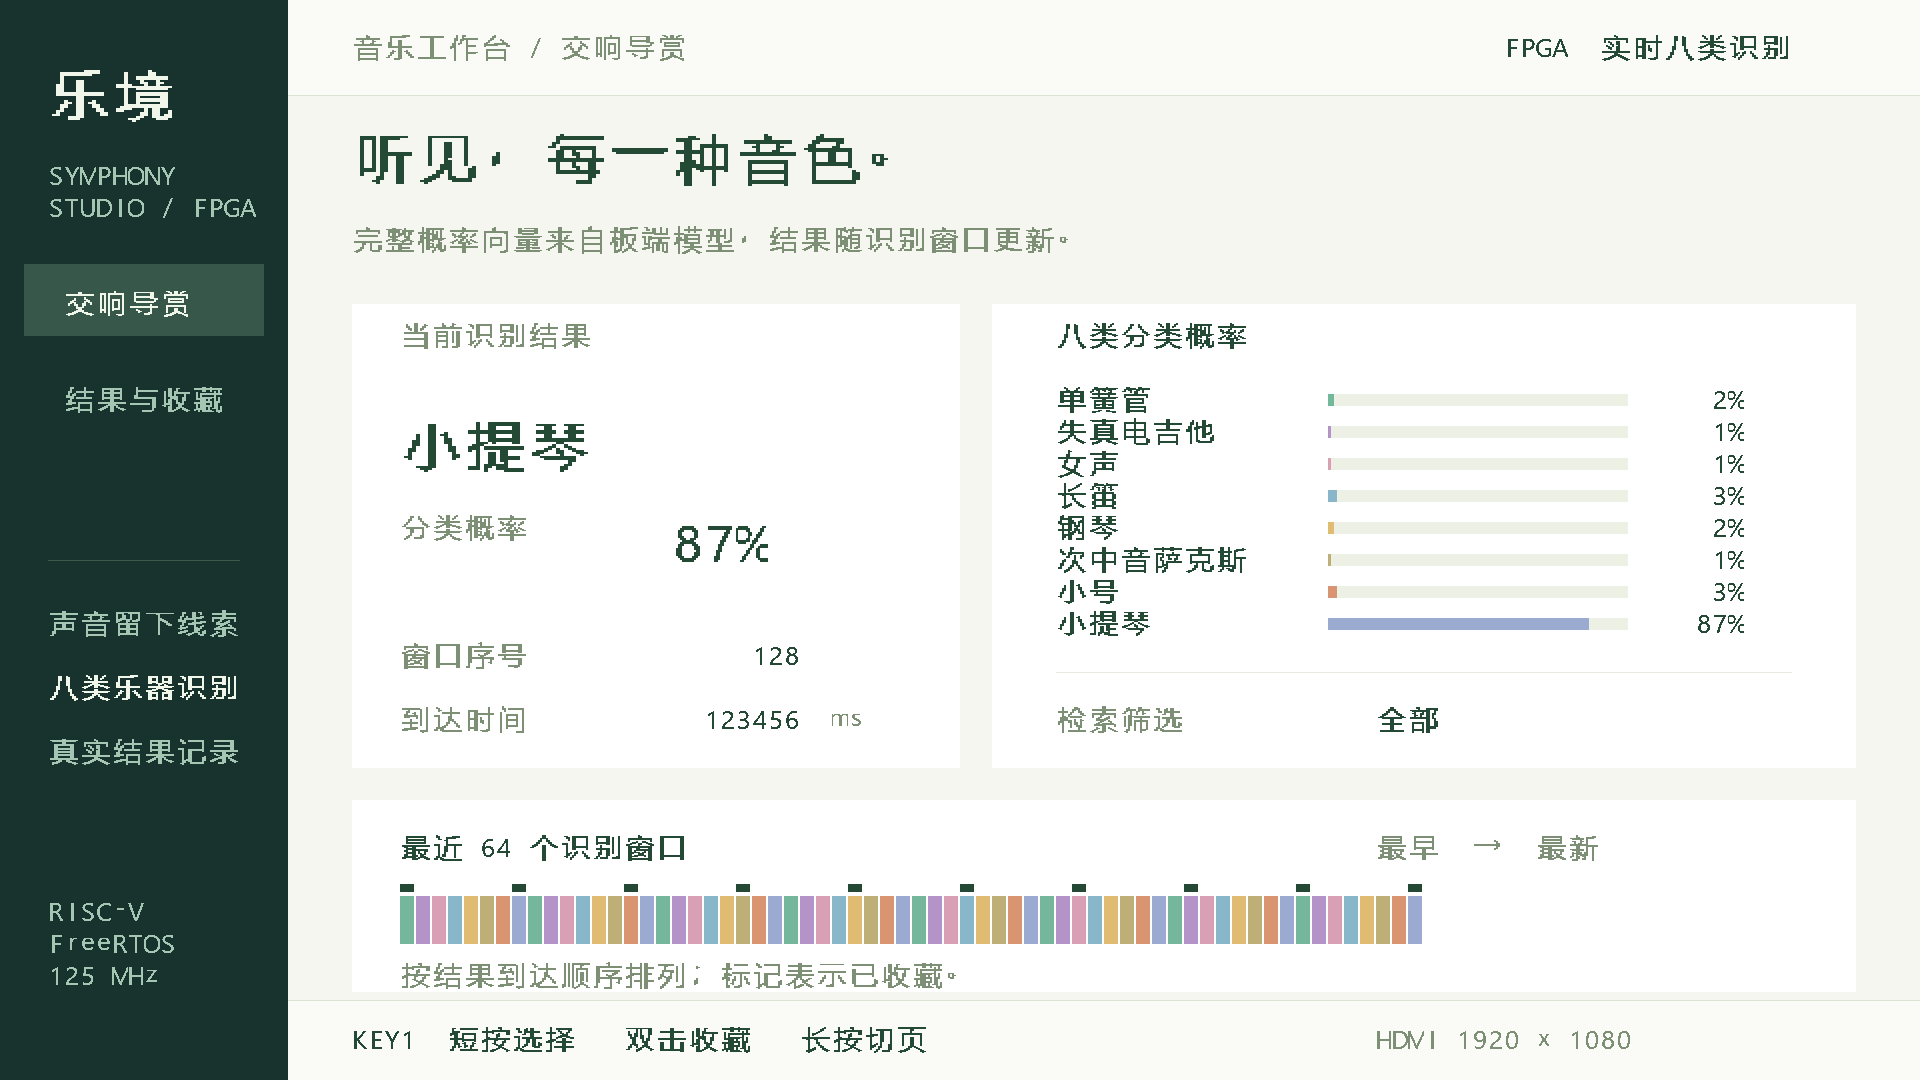 乐境
SYMPHONY
STUDIO / FPGA
交响导赏
结果与收藏
声音留下线索
八类乐器识别
真实结果记录
RISC-V
FreeRTOS
125 MHz
音乐工作台 / 交响导赏
FPGA 实时八类识别
听见，每一种音色。
完整概率向量来自板端模型，结果随识别窗口更新。
当前识别结果
小提琴
分类概率 87%
窗口序号 128
到达时间 123456 ms
八类分类概率
单簧管 2%
失真电吉他 1%
女声 1%
长笛 3%
钢琴 2%
次中音萨克斯 1%
小号 3%
小提琴 87%
检索筛选 全部
最近 64 个识别窗口
最早 → 最新
按结果到达顺序排列；标记表示已收藏。
KEY1 短按选择 双击收藏 长按切页
HDMI 1920 x 1080